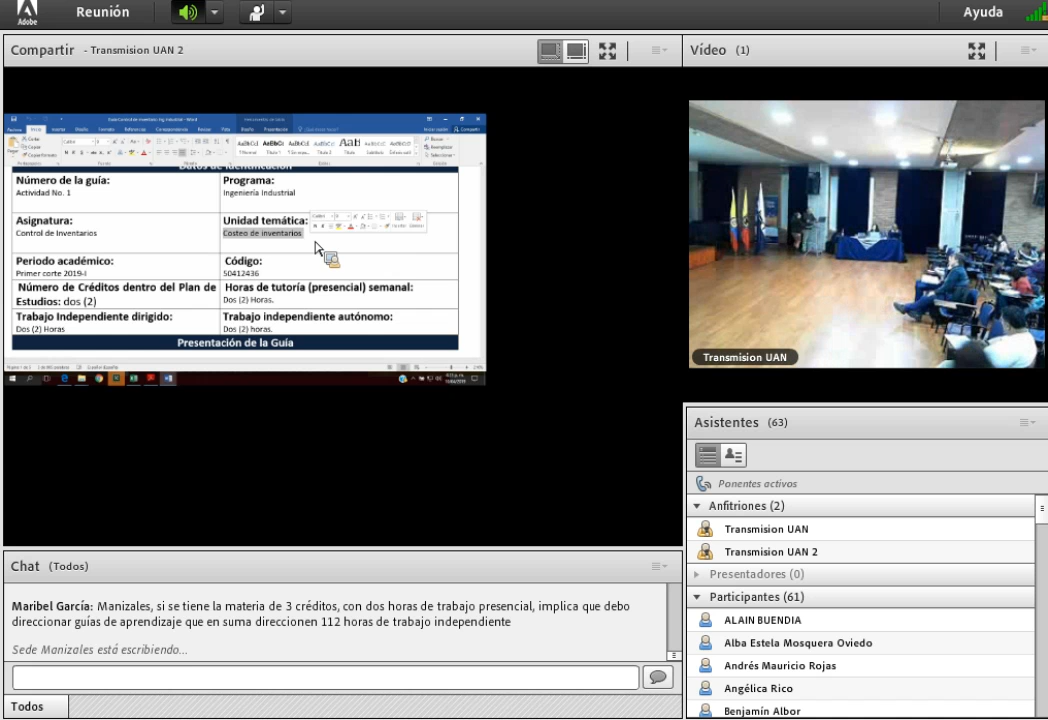 Adobe
Reunión
Ayuda
Compartir - Transmision UAN 2
Vídeo (1)
Datos de Identificación
Número de la guía:
Actividad No. 1
Programa:
Ingeniería Industrial
Asignatura:
Control de Inventarios
Unidad temática:
Costeo de inventarios
Periodo académico:
Primer corte 2019-I
Código:
50412436
Número de Créditos dentro del Plan de
Estudios: dos (2)
Horas de tutoría (presencial) semanal:
Dos (2) Horas.
Trabajo Independiente dirigido:
Dos (2) Horas
Trabajo independiente autónomo:
Dos (2) horas.
Presentación de la Guía
Transmision UAN
Asistentes (63)
Ponentes activos
Anfitriones (2)
Transmision UAN
Transmision UAN 2
Presentadores (0)
Participantes (61)
ALAIN BUENDIA
Alba Estela Mosquera Oviedo
Andrés Mauricio Rojas
Angélica Rico
Benjamín Albor
Chat (Todos)
Maribel García: Manizales, si se tiene la materia de 3 créditos, con dos horas de trabajo presencial, implica que debo
direccionar guías de aprendizaje que en suma direccionen 112 horas de trabajo independiente
Sede Manizales está escribiendo...
Todos